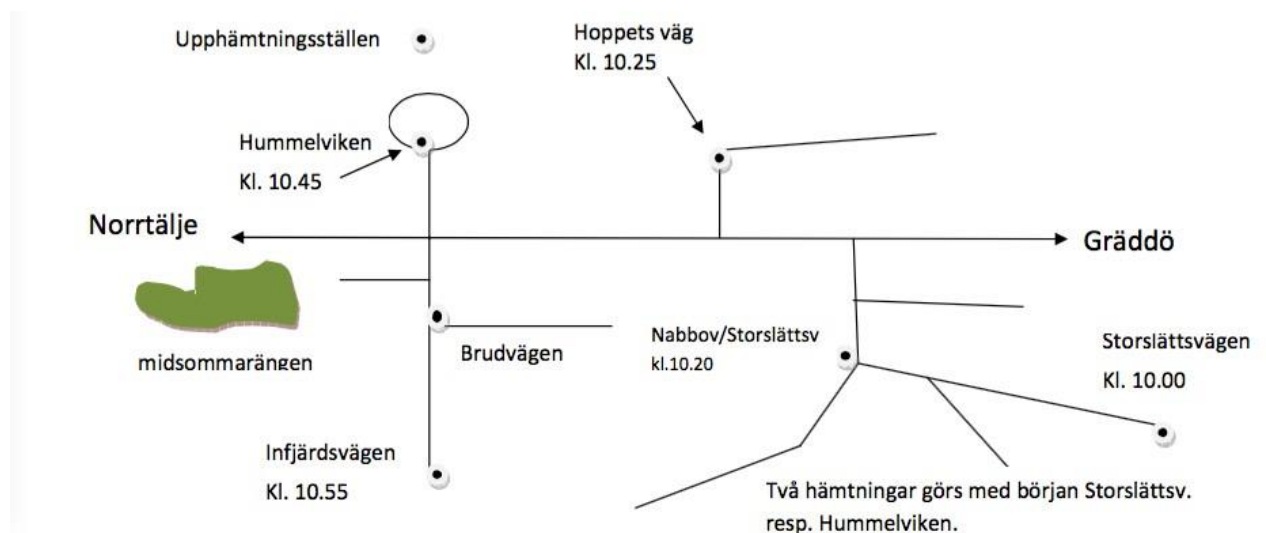 Upphämtningsställen
Hoppets väg
Kl. 10.25
Hummelviken
Kl. 10.45
Norrtälje
Gräddö
midsommarängen
Brudvägen
Nabbov/Storslättsv
kl.10.20
Storslättsvägen
Kl. 10.00
Infjärdsvägen
Kl. 10.55
Två hämtningar görs med början Storslättsv.
resp. Hummelviken.